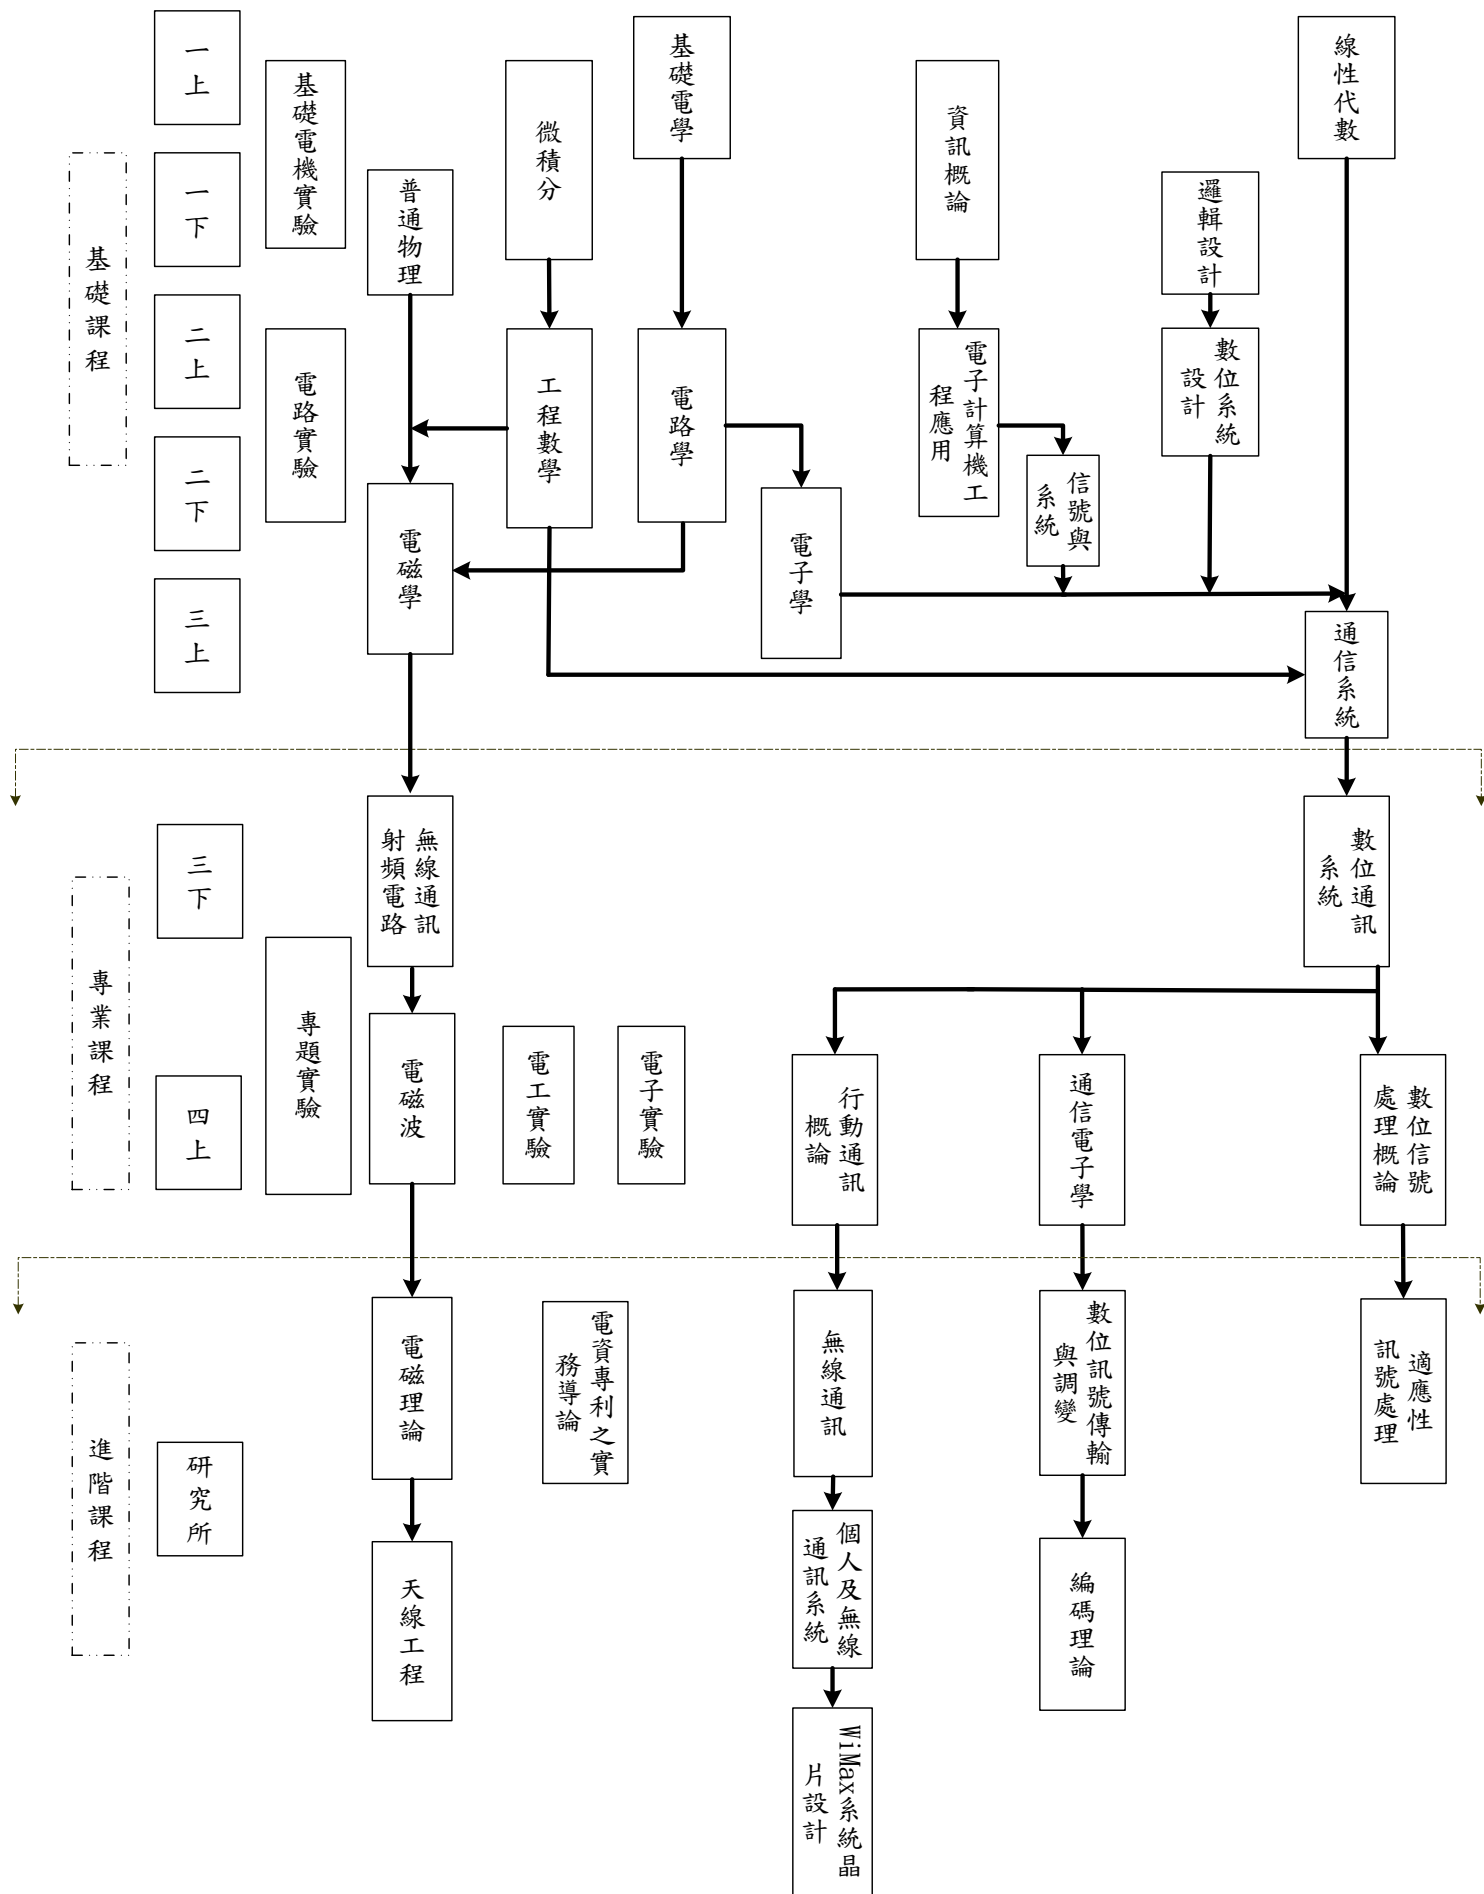 一上
基礎電學
線性代數
基礎電機實驗
微積分
資訊概論
基礎課程
一下
普通物理
邏輯設計
二上
電路實驗
工程數學
電路學
電子計算機工
程應用
數位系統
設計
二下
電磁學
電子學
信號與
系統
三上
通信系統
三下
無線通訊
射頻電路
數位通訊
系統
專業課程
專題實驗
電磁波
電工實驗
電子實驗
行動通訊
概論
通信電子學
數位信號
處理概論
四上
電磁理論
電資專利之實
務導論
無線通訊
數位訊號傳輸
與調變
適應性
訊號處理
進階課程
研究所
天線工程
個人及無線
通訊系統
編碼理論
WiMax系統晶
片設計